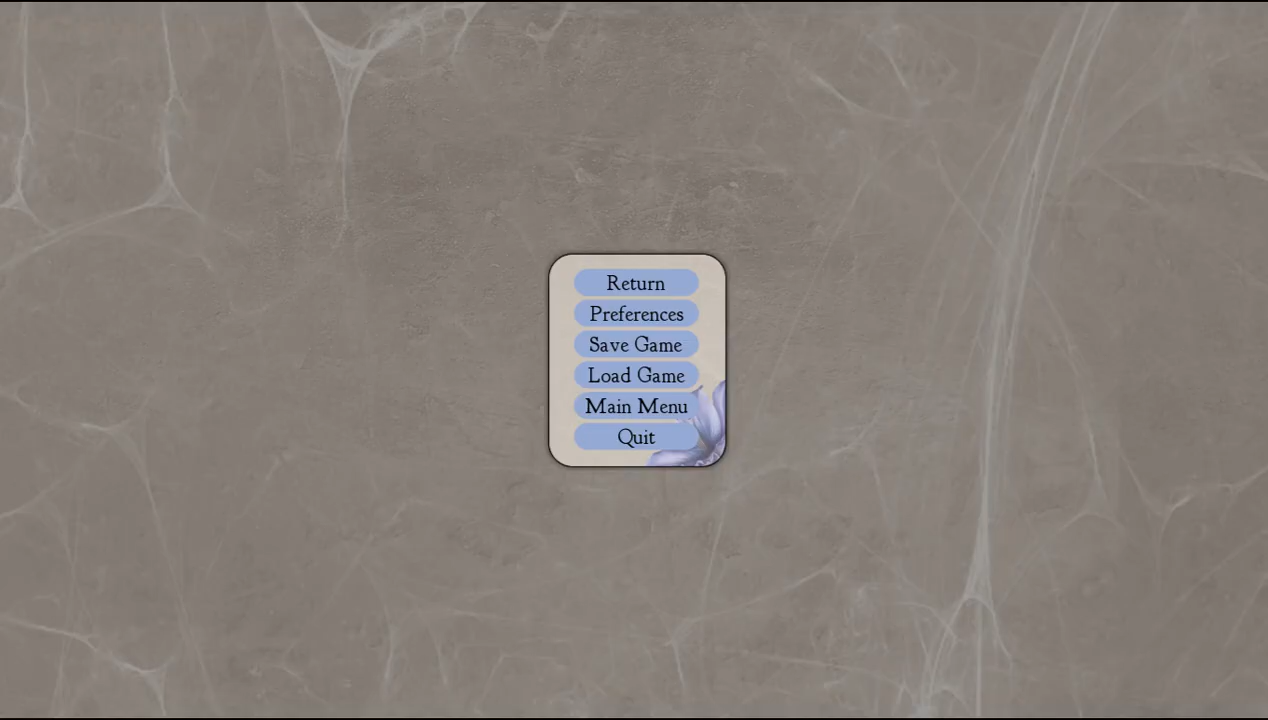 Return
Preferences
Save Game
Load Game
Main Menu
Quit